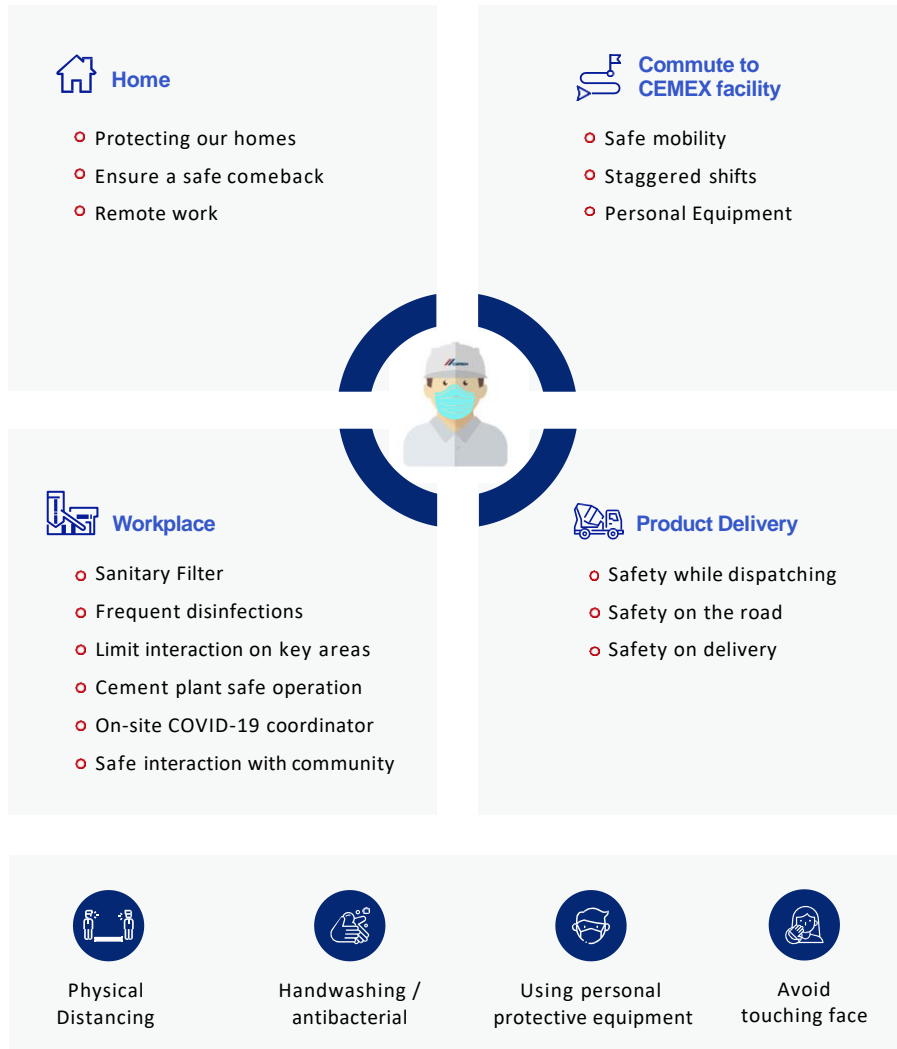 Home
Protecting our homes
Ensure a safe comeback
Remote work
Commute to
CEMEX facility
Safe mobility
Staggered shifts
Personal Equipment
CEMEX
Workplace
Sanitary Filter
Frequent disinfections
Limit interaction on key areas
Cement plant safe operation
On-site COVID-19 coordinator
Safe interaction with community
Product Delivery
Safety while dispatching
Safety on the road
Safety on delivery
Physical
Distancing
Handwashing /
antibacterial
Using personal
protective equipment
Avoid
touching face